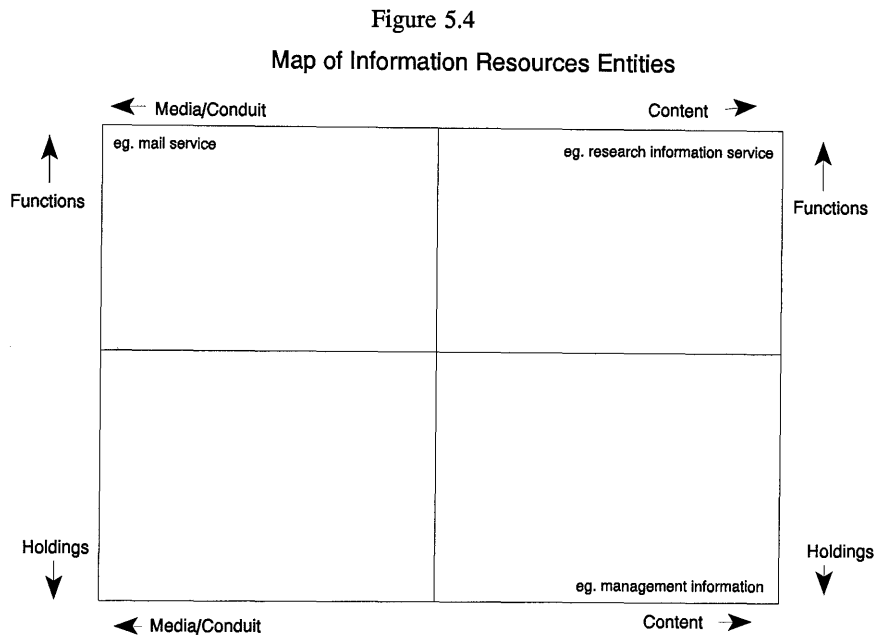 Figure 5.4
Map of Information Resources Entities
Media/Conduit
Content
eg. mail service
eg. research information service
Functions
Functions
Holdings
Holdings
eg. management information
Media/Conduit
Content